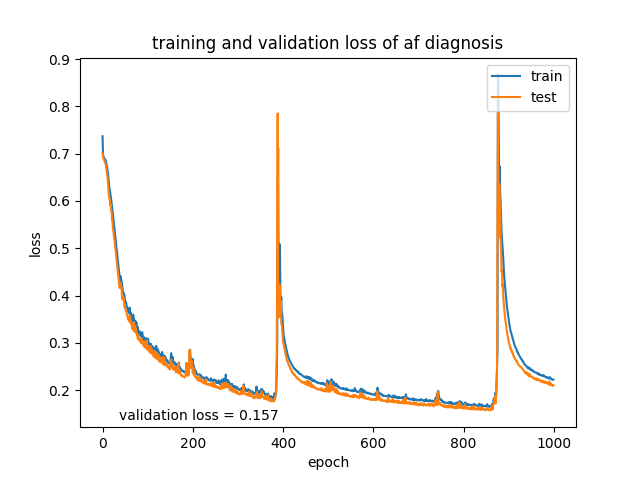 training and validation loss of af diagnosis
train
test
0.9
0.8
0.7
0.6
0.5
0.4
0.3
0.2
loss
validation loss = 0.157
0 200 400 600 800 1000
epoch